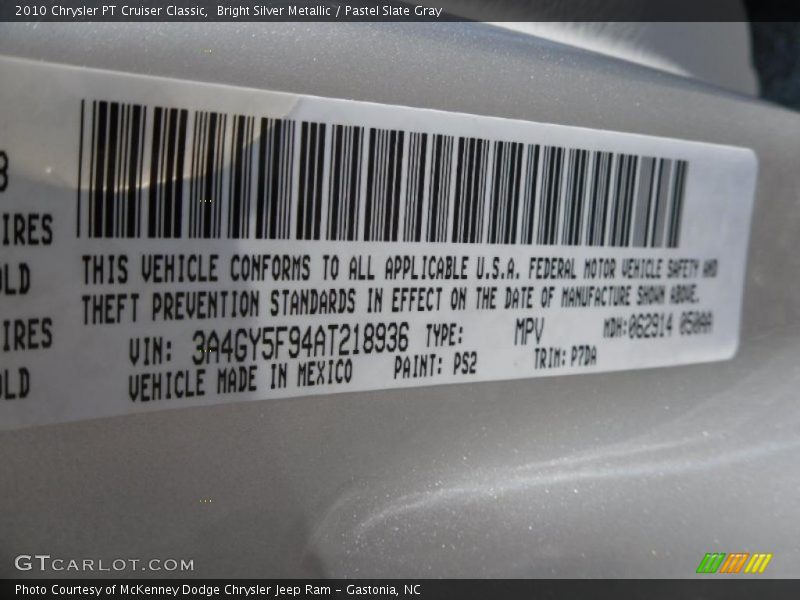 2010 Chrysler PT Cruiser Classic, Bright Silver Metallic / Pastel Slate Gray
IRES
OLD
IRES
OLD
THIS VEHICLE CONFORMS TO ALL APPLICABLE U.S.A. FEDERAL MOTOR VEHICLE SAFETY AND
THEFT PREVENTION STANDARDS IN EFFECT ON THE DATE OF MANUFACTURE SHOWN ABOVE.
VIN: 3A4GY5F94AT218936 TYPE: MPV MDH:062914 050AA
VEHICLE MADE IN MEXICO PAINT: PS2 TRIM: P7DA
GTCARLOT.COM
Photo Courtesy of McKenney Dodge Chrysler Jeep Ram - Gastonia, NC